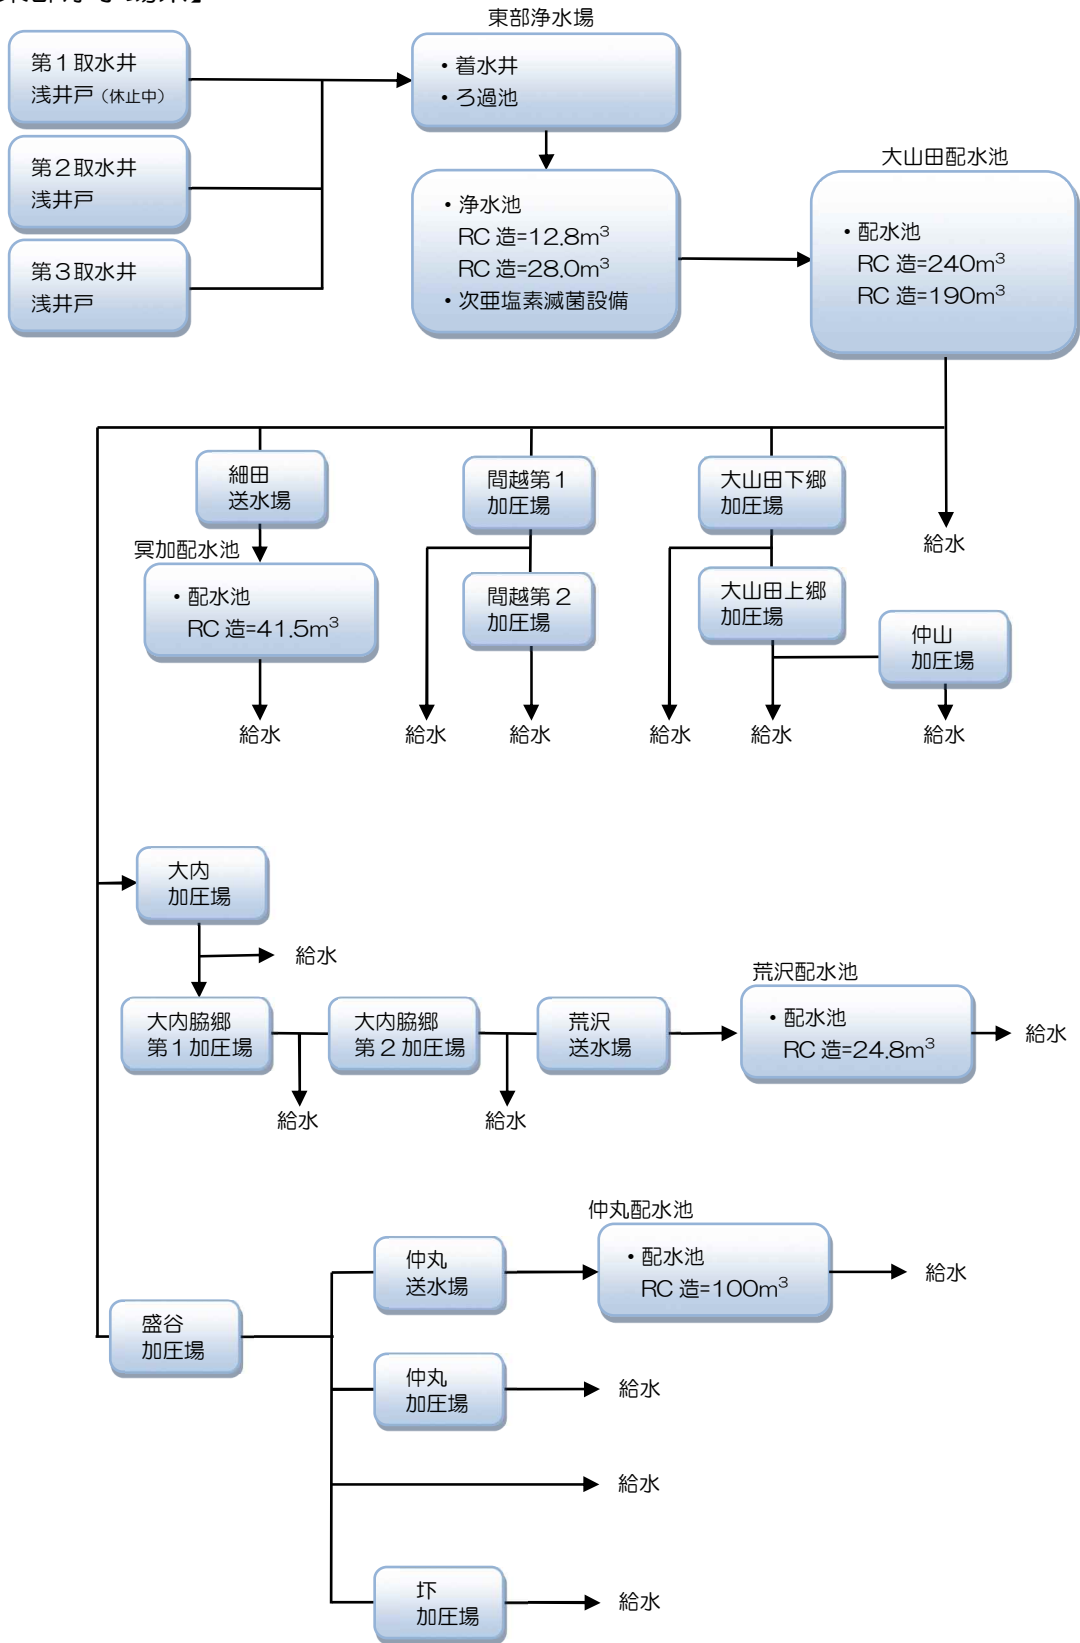 東部浄水場
第1取水井
浅井戸（休止中）
第2取水井
浅井戸
第3取水井
浅井戸
・着水井
・ろ過池
・浄水池
RC 造=12.8m³
RC 造=28.0m³
・次亜塩素滅菌設備
大山田配水池
・配水池
RC 造=240m³
RC 造=190m³
細田
送水場
間越第1
加圧場
大山田下郷
加圧場
給水
冥加配水池
・配水池
RC 造=41.5m³
間越第2
加圧場
大山田上郷
加圧場
仲山
加圧場
給水
給水
給水
給水
給水
給水
大内
加圧場
給水
大内脇郷
第1加圧場
大内脇郷
第2加圧場
荒沢
送水場
荒沢配水池
・配水池
RC 造=24.8m³
給水
給水
給水
盛谷
加圧場
仲丸
送水場
仲丸配水池
・配水池
RC 造=100m³
給水
仲丸
加圧場
給水
給水
圷
加圧場
給水